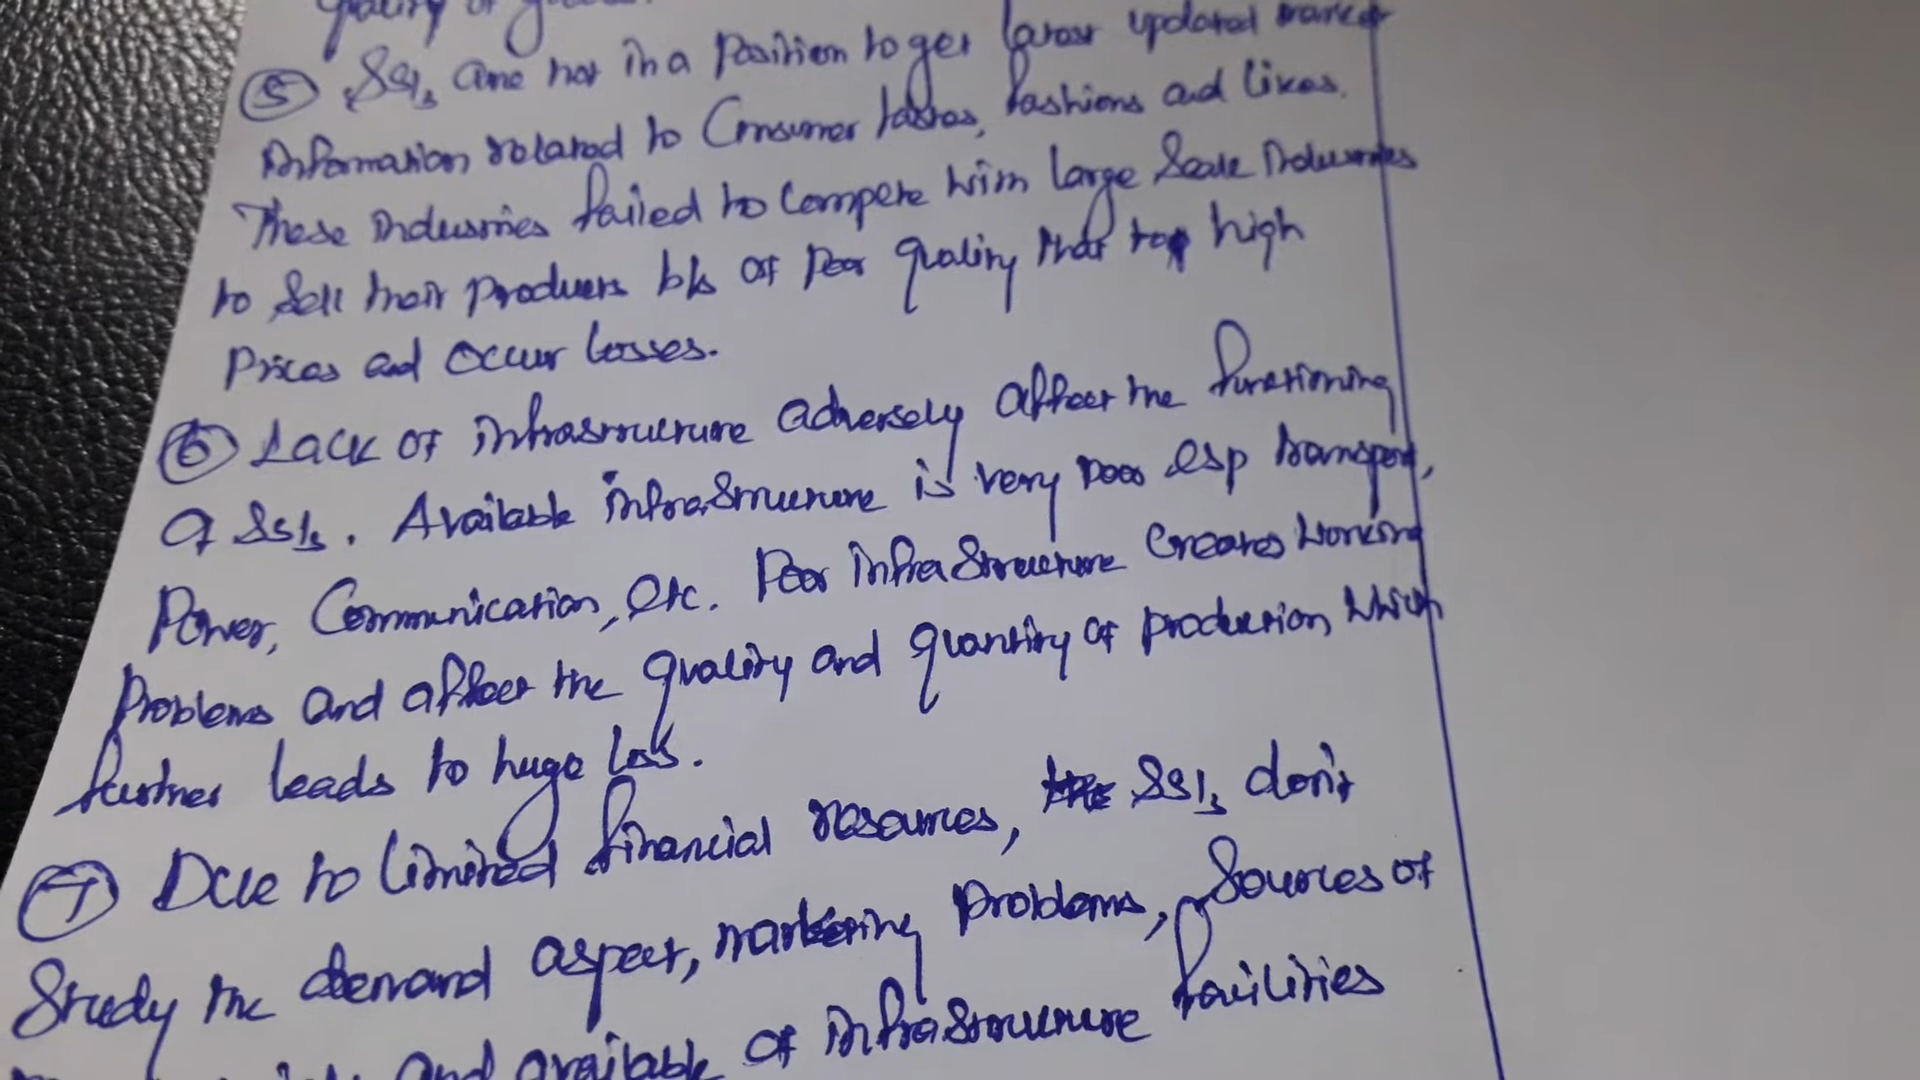 quality of
⑤ SSIs are not in a position to get latest updated market
information related to Consumer tastes, fashions and likes.
These industries failed to compete with large scale industries
to sell their products b/s of poor quality that too high
prices and occur losses.
⑥ Lack of infrastructure adversely affect the functioning
of SSIs. Available infrastructure is very poor esp transport,
Power, Communication, etc. Poor infrastructure creates working
problems and affect the quality and quantity of production which
further leads to huge loss.
⑦ Due to limited financial resources, SSIs don't
study the demand aspect, marketing problems, sources of
and available of infrastructure facilities